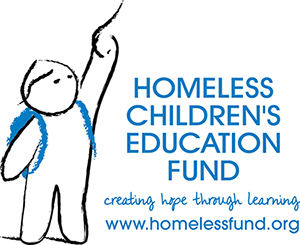 HOMELESS
CHILDREN'S
EDUCATION
FUND
creating hope through learning
www.homelessfund.org